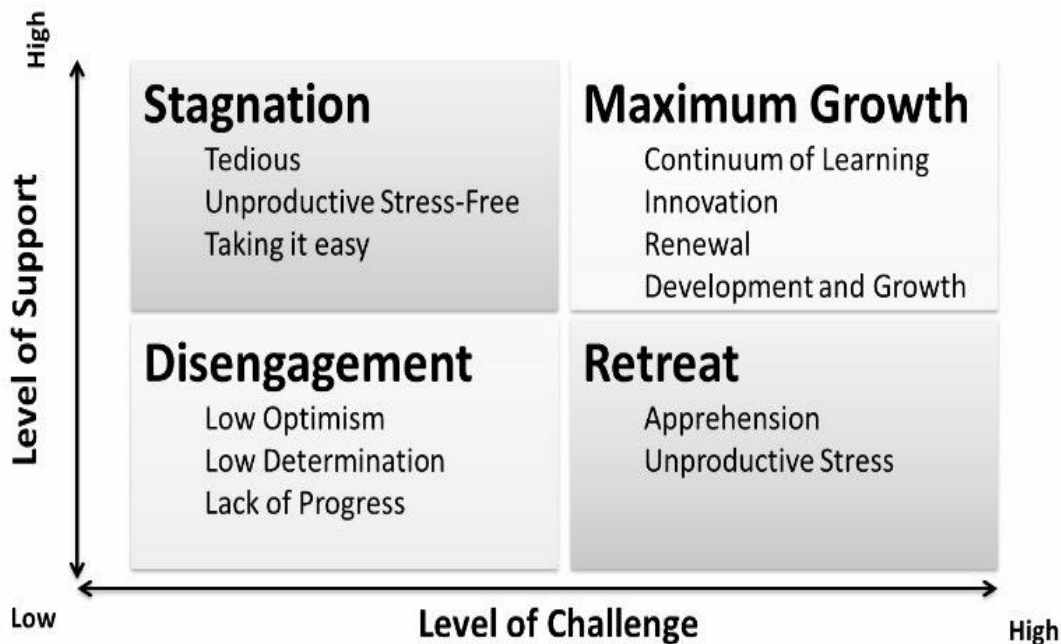 High
Level of Support
Stagnation
Tedious
Unproductive Stress-Free
Taking it easy
Maximum Growth
Continuum of Learning
Innovation
Renewal
Development and Growth
Disengagement
Low Optimism
Low Determination
Lack of Progress
Retreat
Apprehension
Unproductive Stress
Low
Level of Challenge
High